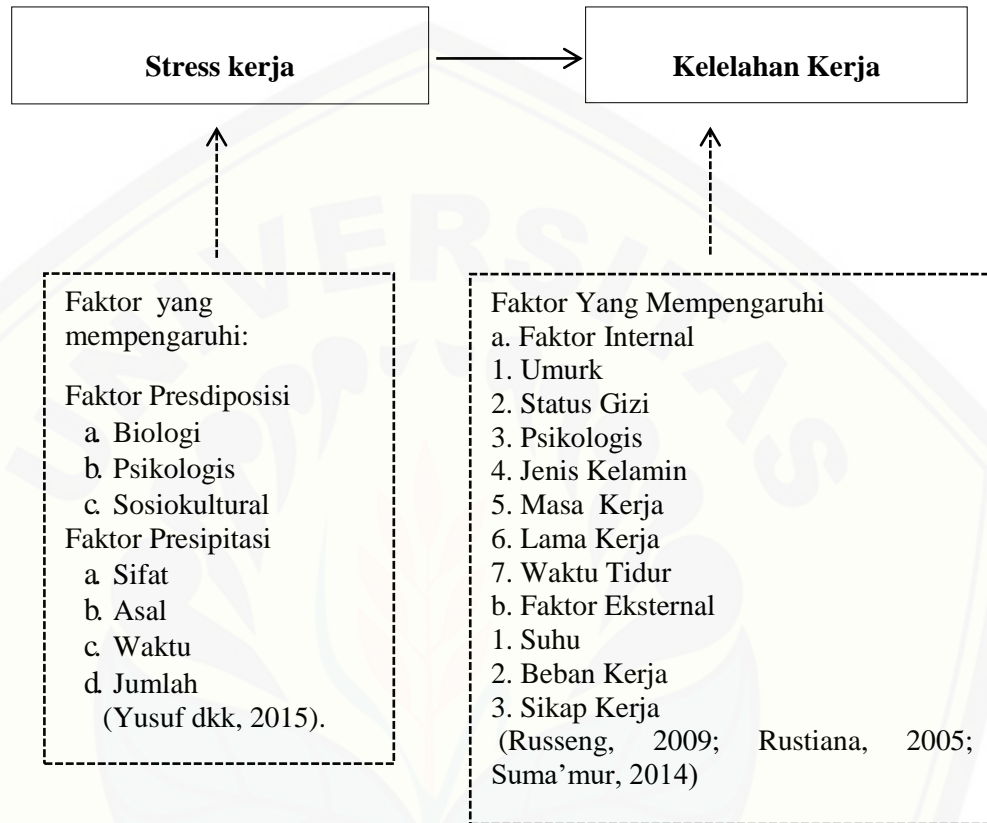 Stress kerja
Kelelahan Kerja
Faktor yang
mempengaruhi:
Faktor Presdiposisi
a. Biologi
b. Psikologis
c. Sosiokultural
Faktor Presipitasi
a. Sifat
b. Asal
c. Waktu
d. Jumlah
(Yusuf dkk, 2015).
Faktor Yang Mempengaruhi
a. Faktor Internal
1. Umurk
2. Status Gizi
3. Psikologis
4. Jenis Kelamin
5. Masa Kerja
6. Lama Kerja
7. Waktu Tidur
b. Faktor Eksternal
1. Suhu
2. Beban Kerja
3. Sikap Kerja
(Russeng, 2009; Rustiana, 2005;
Suma’mur, 2014)
UNIVERSITAS